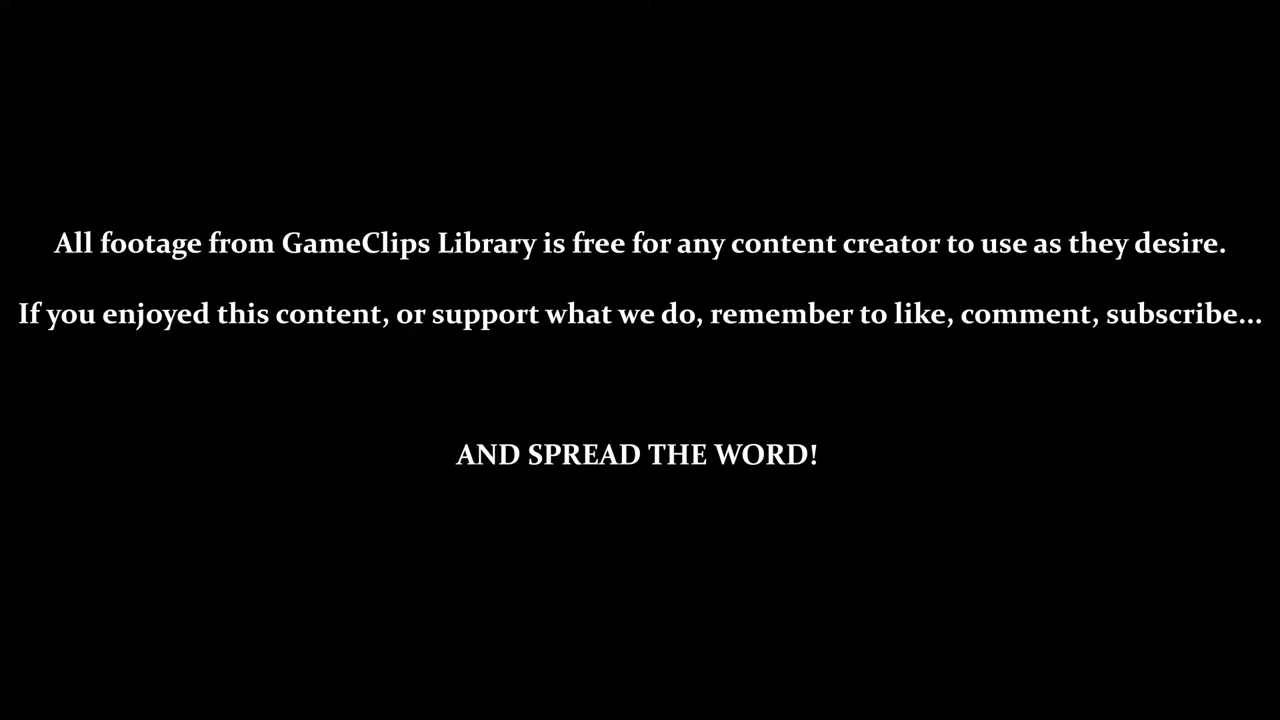 All footage from GameClips Library is free for any content creator to use as they desire.
If you enjoyed this content, or support what we do, remember to like, comment, subscribe...
AND SPREAD THE WORD!